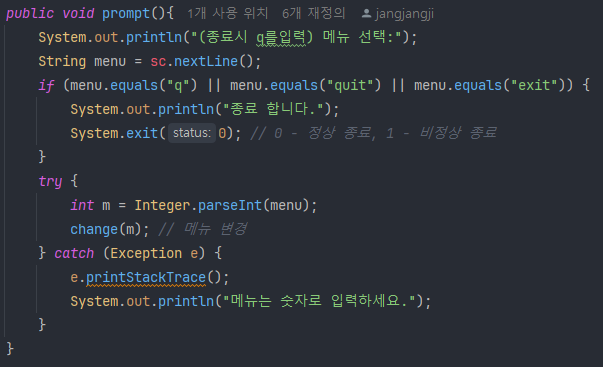 public void prompt(){ 1개 사용 위치 6개 재정의 jangjangji
System.out.println("(종료시 q를입력) 메뉴 선택:");
String menu = sc.nextLine();
if (menu.equals("q") || menu.equals("quit") || menu.equals("exit")) {
System.out.println("종료 합니다.");
System.exit( status: 0); // 0 - 정상 종료, 1 - 비정상 종료
}
try {
int m = Integer.parseInt(menu);
change(m); // 메뉴 변경
} catch (Exception e) {
e.printStackTrace();
System.out.println("메뉴는 숫자로 입력하세요.");
}
}